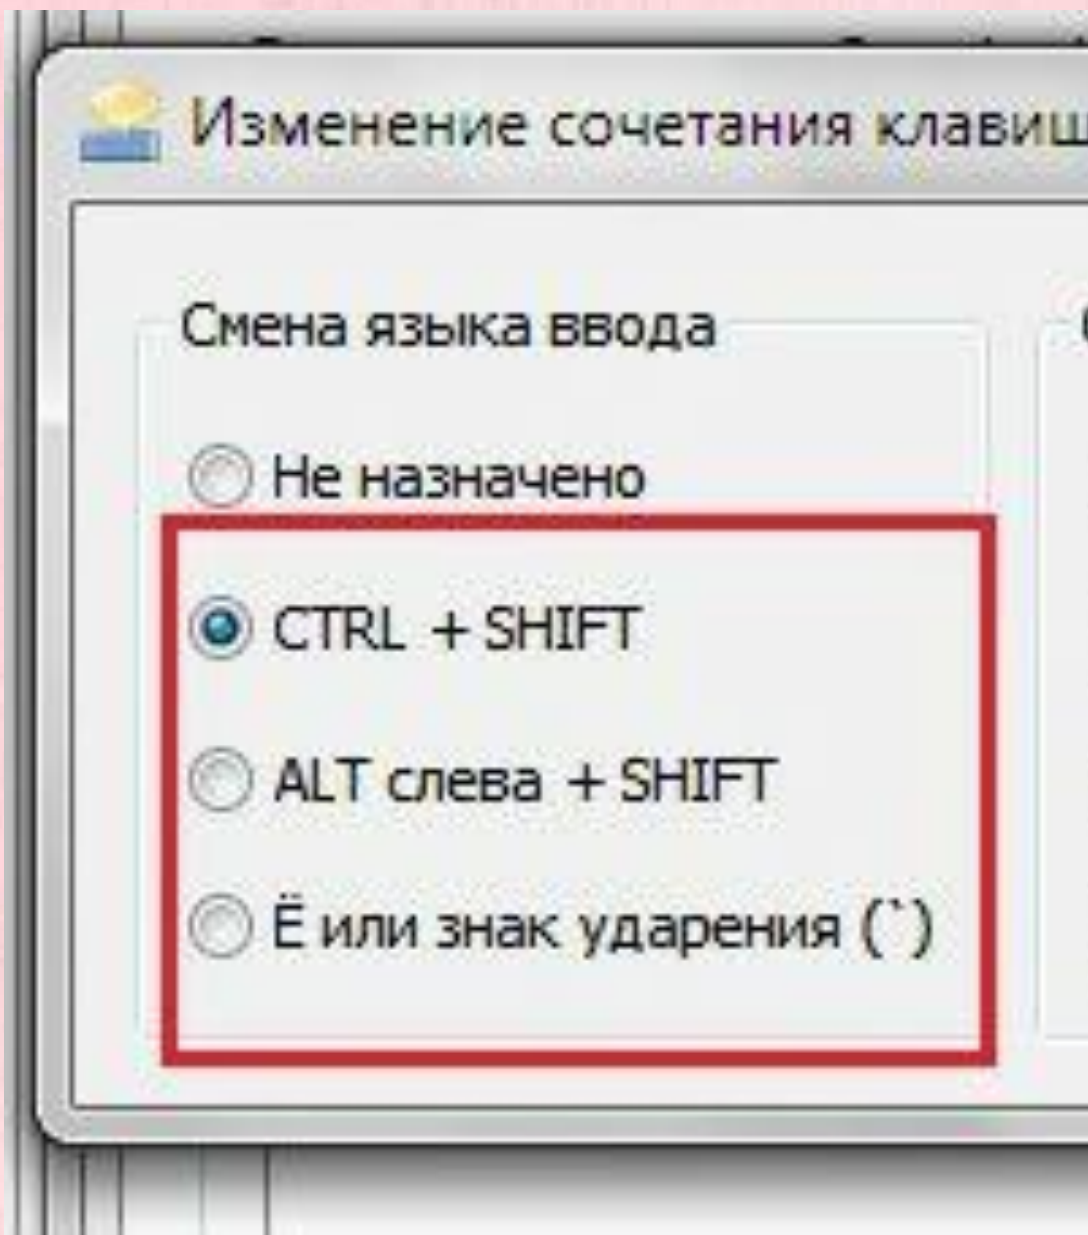 Изменение сочетания клавиш
Смена языка ввода
Не назначено
CTRL + SHIFT
ALT слева + SHIFT
Ё или знак ударения (`)